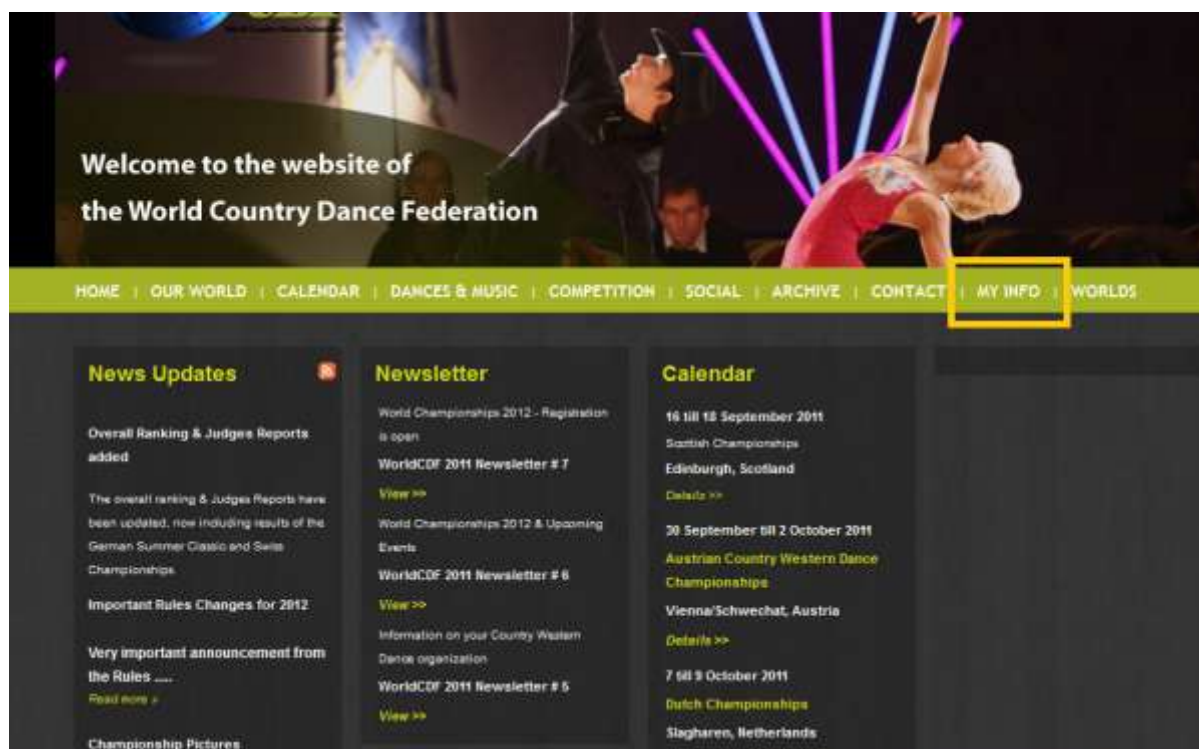 Welcome to the website of
the World Country Dance Federation
HOME | OUR WORLD | CALENDAR | DANCES & MUSIC | COMPETITION | SOCIAL | ARCHIVE | CONTACT | MY INFO | WORLDS
News Updates
Overall Ranking & Judges Reports
added
The overall ranking & Judges Reports have
been updated, now including results of the
German Summer Classic and Swiss
Championships.
Important Rules Changes for 2012
Very important announcement from
the Rules .....
Read more »
Championship Pictures
Newsletter
World Championships 2012 - Registration
is open
WorldCDF 2011 Newsletter # 7
View >>
World Championships 2012 & Upcoming
Events
WorldCDF 2011 Newsletter # 6
View >>
Information on your Country Western
Dance organization
WorldCDF 2011 Newsletter # 5
View >>
Calendar
16 till 18 September 2011
Scottish Championships
Edinburgh, Scotland
Details >>
30 September till 2 October 2011
Austrian Country Western Dance
Championships
Vienna/Schwechat, Austria
Details >>
7 till 9 October 2011
Dutch Championships
Slagharen, Netherlands